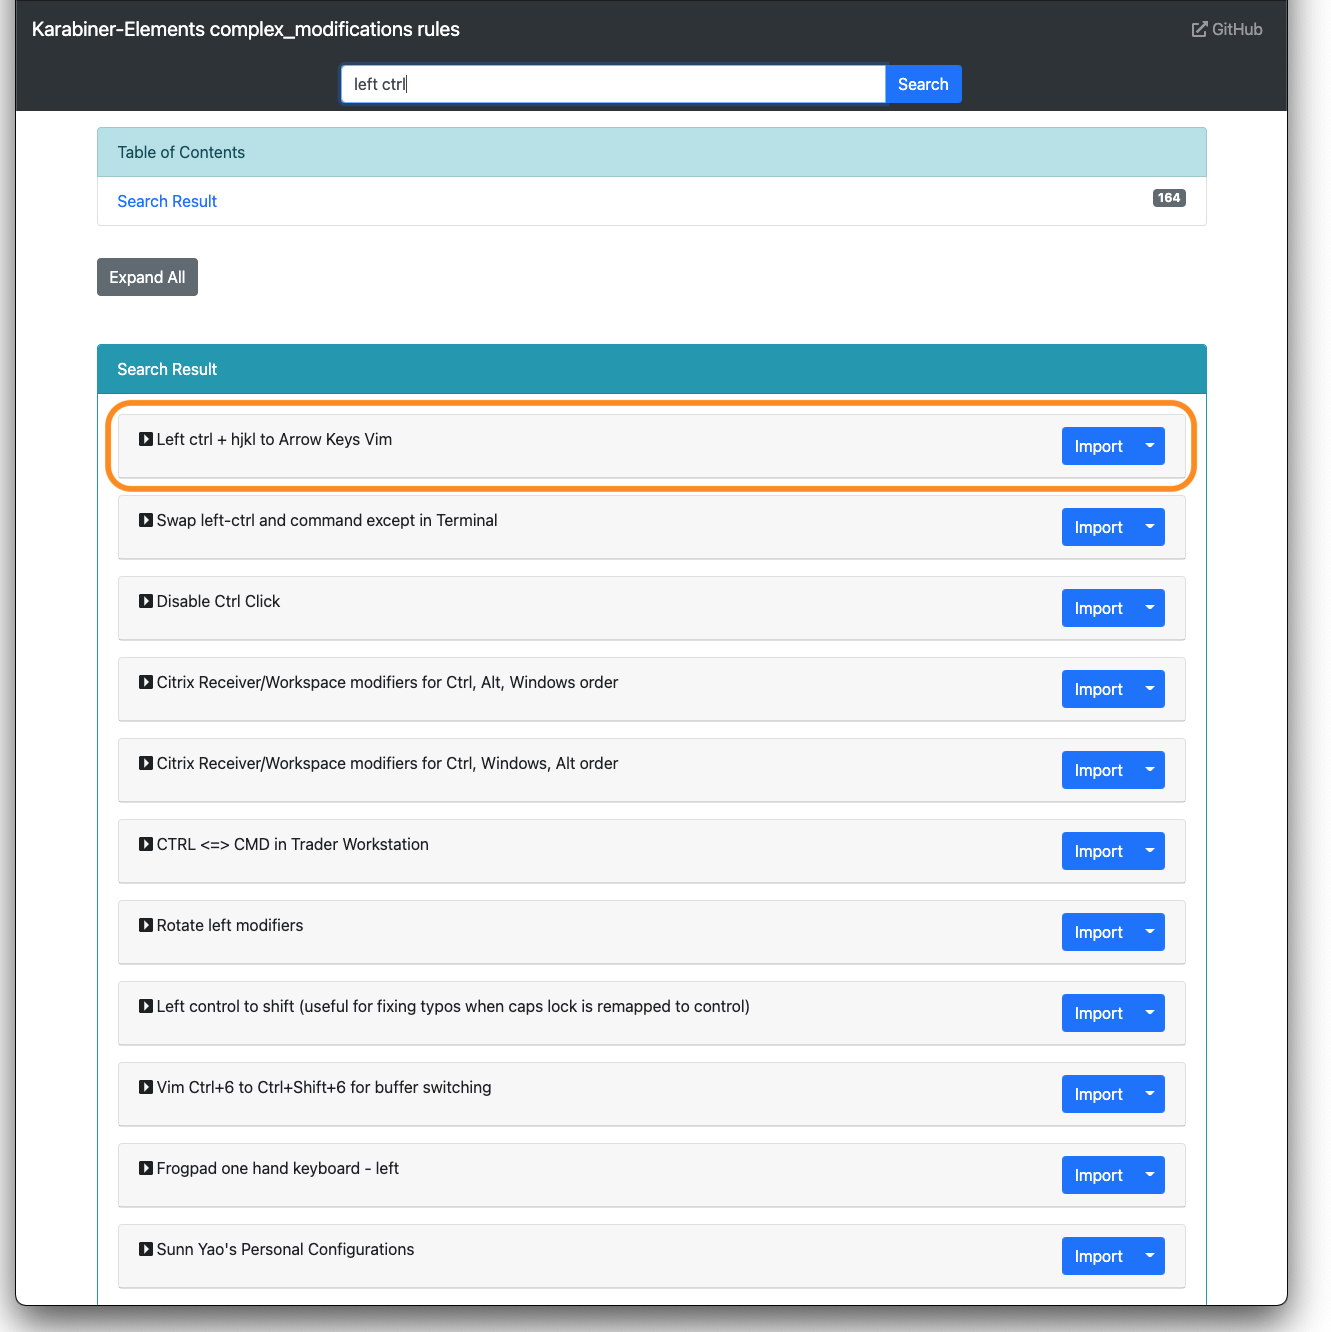 Karabiner-Elements complex_modifications rules
GitHub
left ctrl
Search
Table of Contents
Search Result
164
Expand All
Search Result
Left ctrl + hjkl to Arrow Keys Vim
Import
Swap left-ctrl and command except in Terminal
Import
Disable Ctrl Click
Import
Citrix Receiver/Workspace modifiers for Ctrl, Alt, Windows order
Import
Citrix Receiver/Workspace modifiers for Ctrl, Windows, Alt order
Import
CTRL <=> CMD in Trader Workstation
Import
Rotate left modifiers
Import
Left control to shift (useful for fixing typos when caps lock is remapped to control)
Import
Vim Ctrl+6 to Ctrl+Shift+6 for buffer switching
Import
Frogpad one hand keyboard - left
Import
Sunn Yao's Personal Configurations
Import